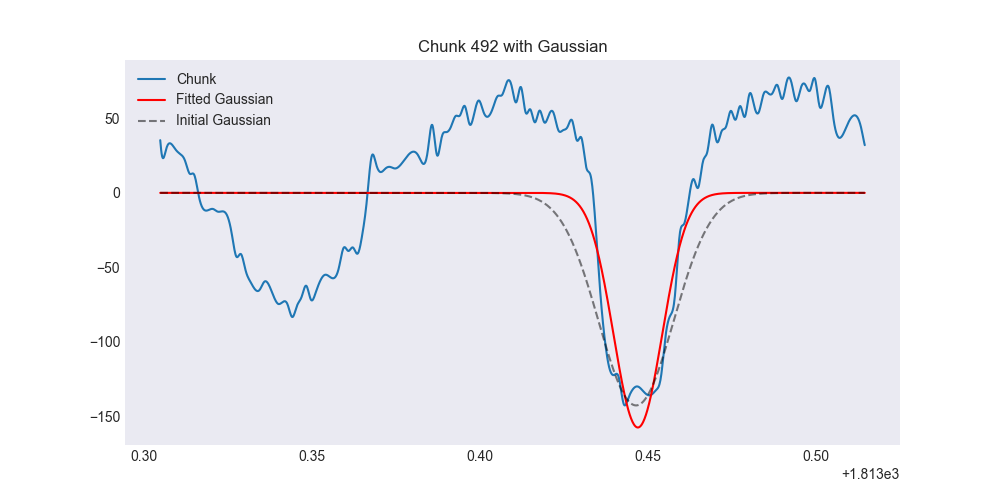 Chunk 492 with Gaussian
Chunk
Fitted Gaussian
Initial Gaussian
50
0
−50
−100
−150
0.30 0.35 0.40 0.45 0.50
+1.813e3